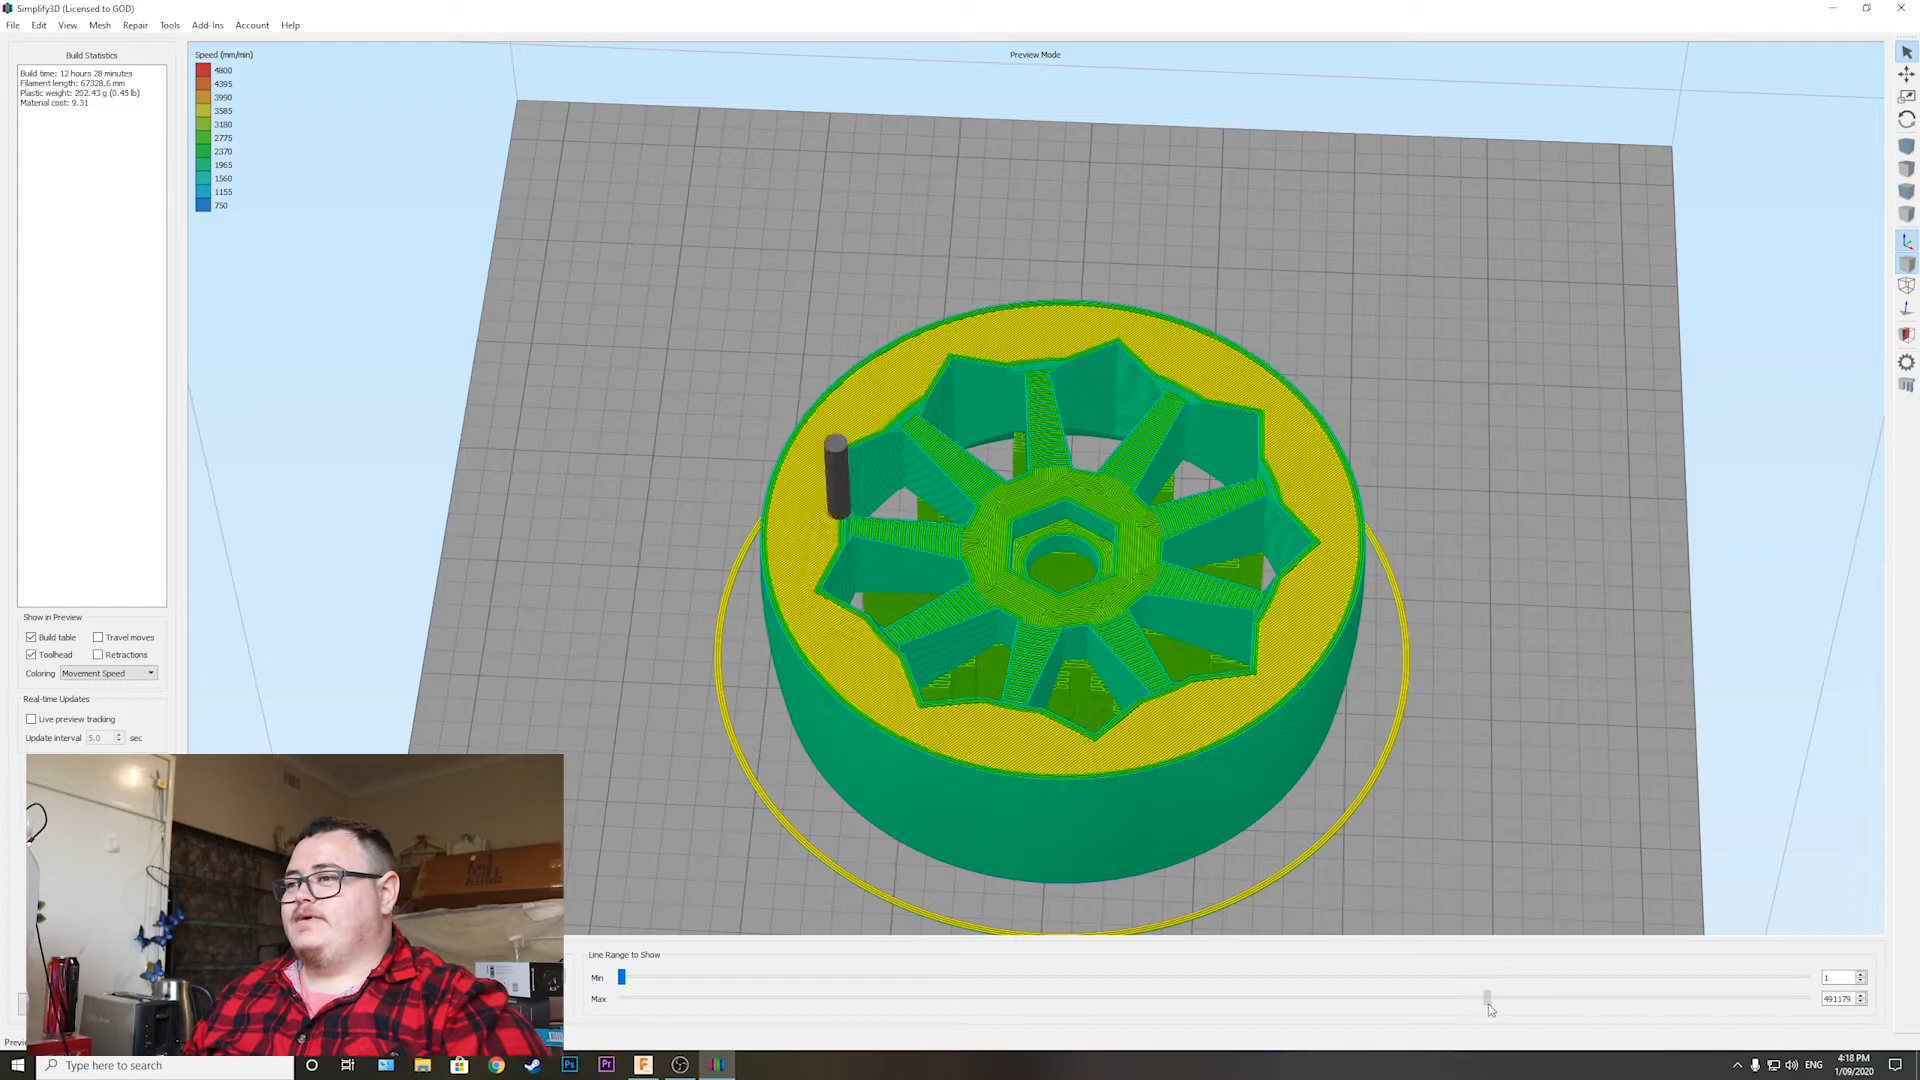 Simplify3D (Licensed to GOD)
File Edit View Mesh Repair Tools Add-Ins Account Help
Build Statistics
Build time: 12 hours 28 minutes
Filament length: 67328.6 mm
Plastic weight: 202.43 g (0.45 lb)
Material cost: 9.31
Speed (mm/min)
4800
4395
3990
3585
3180
2775
2370
1965
1560
1155
750
Preview Mode
Show in Preview
Build table Travel moves
Toolhead Retractions
Coloring Movement Speed
Real-time Updates
Live preview tracking
Update interval 5.0 sec
Line Range to Show
Min 1
Max 491179
Type here to search
ENG
4:18 PM
1/09/2020